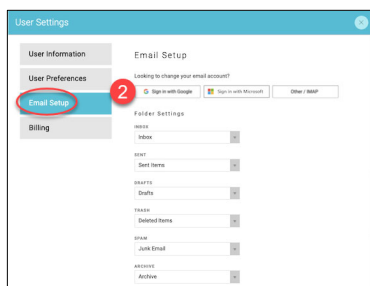 User Settings
User Information
User Preferences
Email Setup
Billing
2
Email Setup
Looking to change your email account?
Sign in with Google
Sign in with Microsoft
Other / IMAP
Folder Settings
INBOX
Inbox
SENT
Sent Items
DRAFTS
Drafts
TRASH
Deleted Items
SPAM
Junk Email
ARCHIVE
Archive